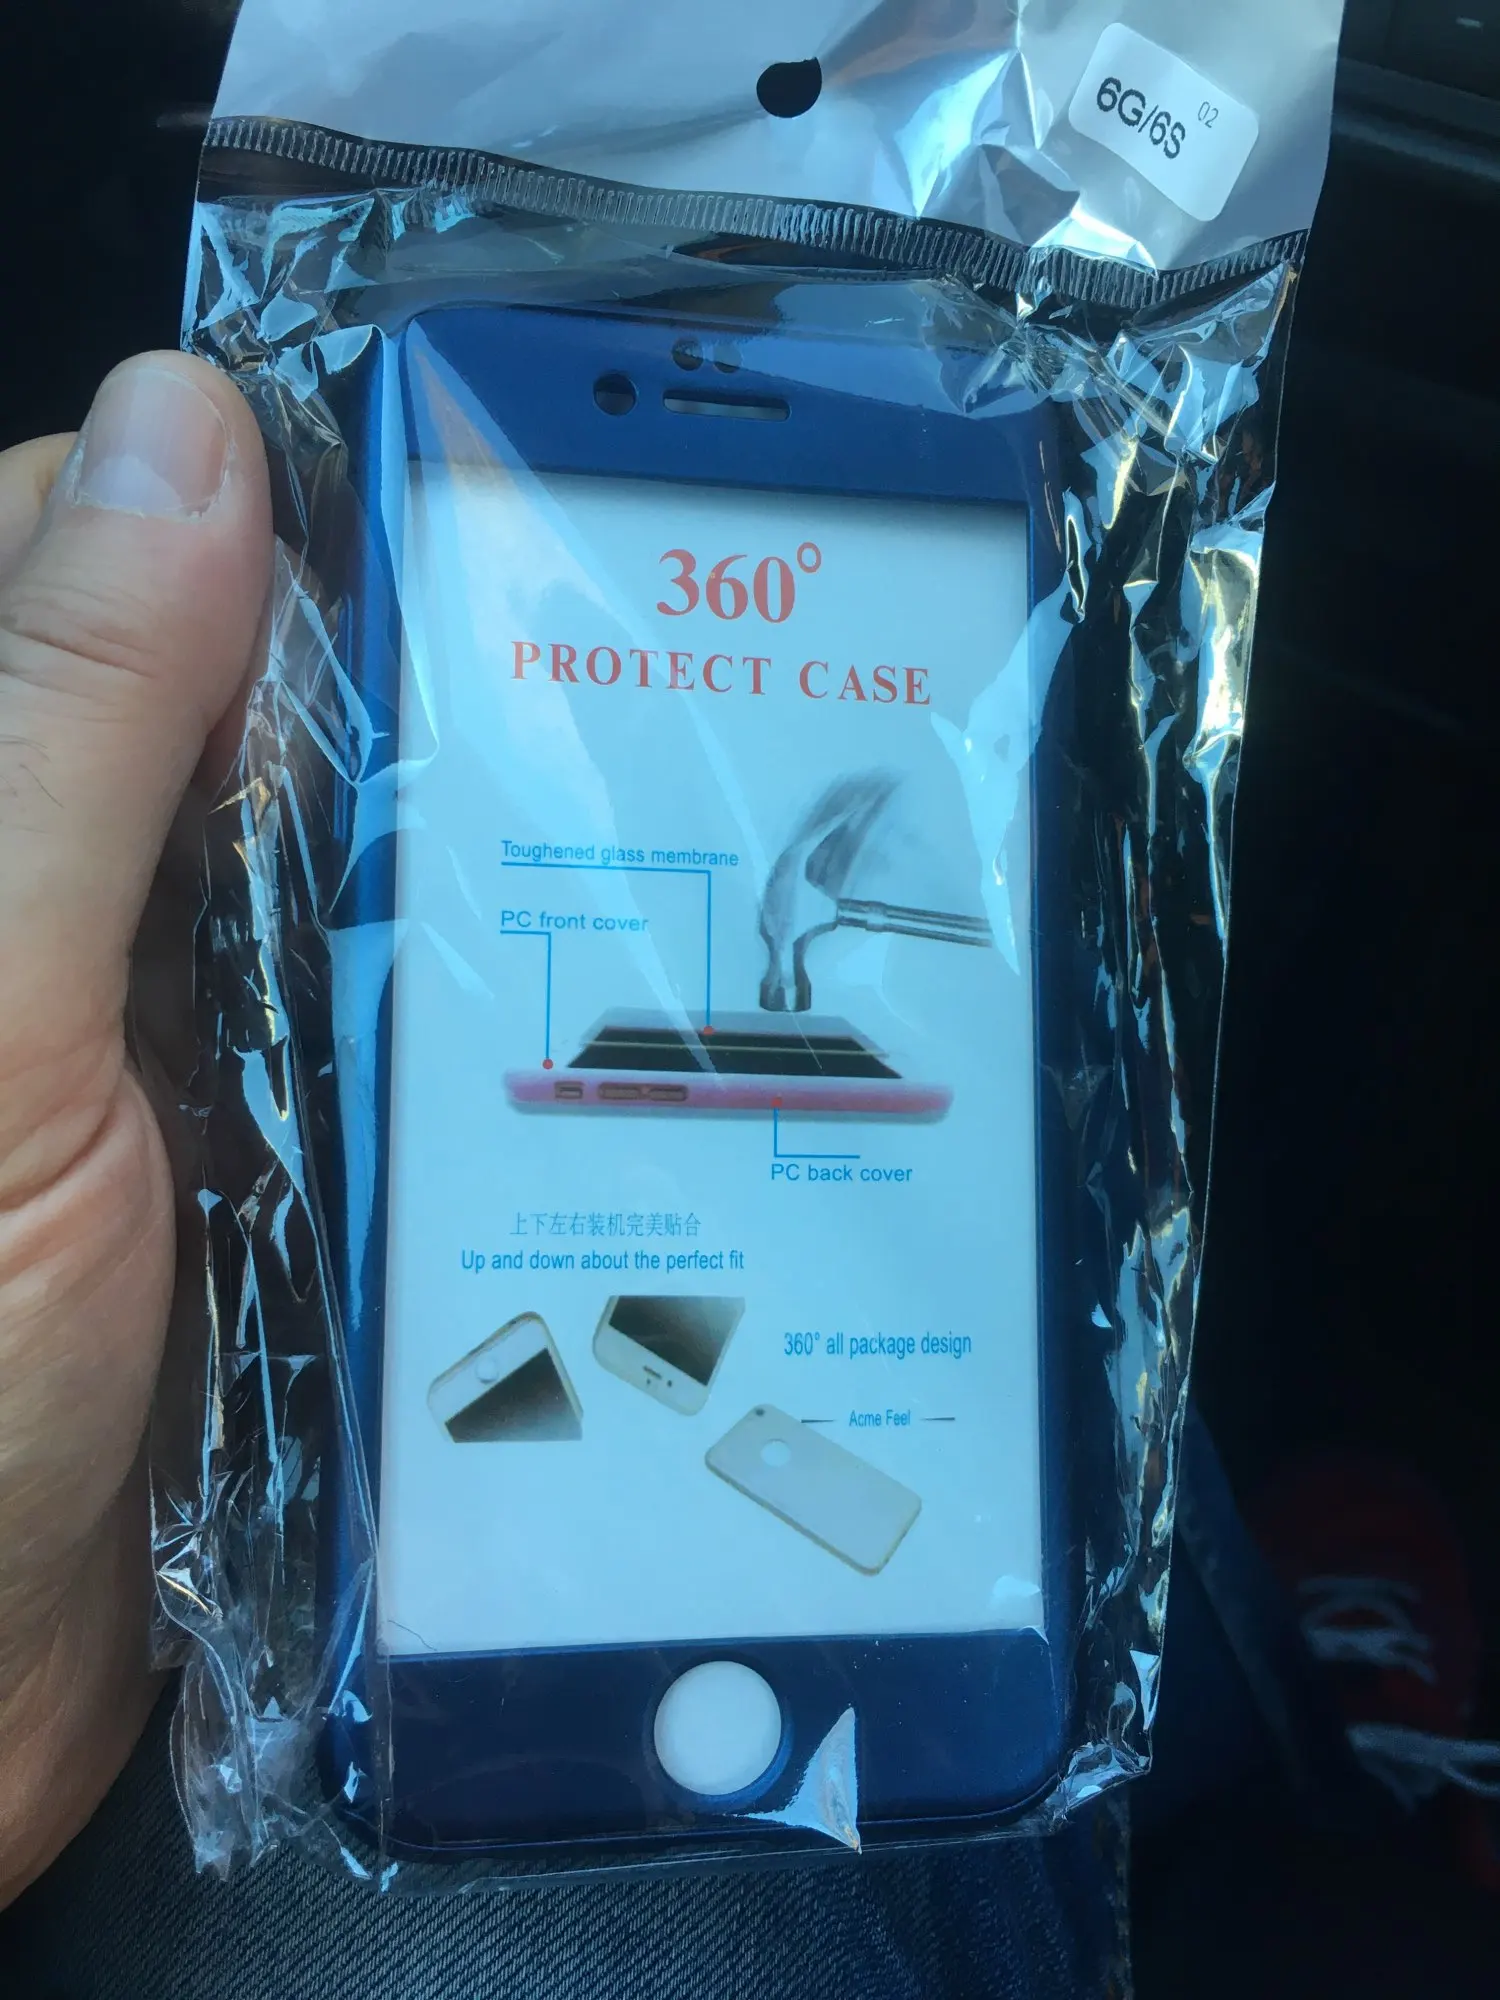 6G/6S 02
360°
PROTECT CASE
Toughened glass membrane
PC front cover
PC back cover
上下左右装机完美贴合
Up and down about the perfect fit
360° all package design
Acme Feel